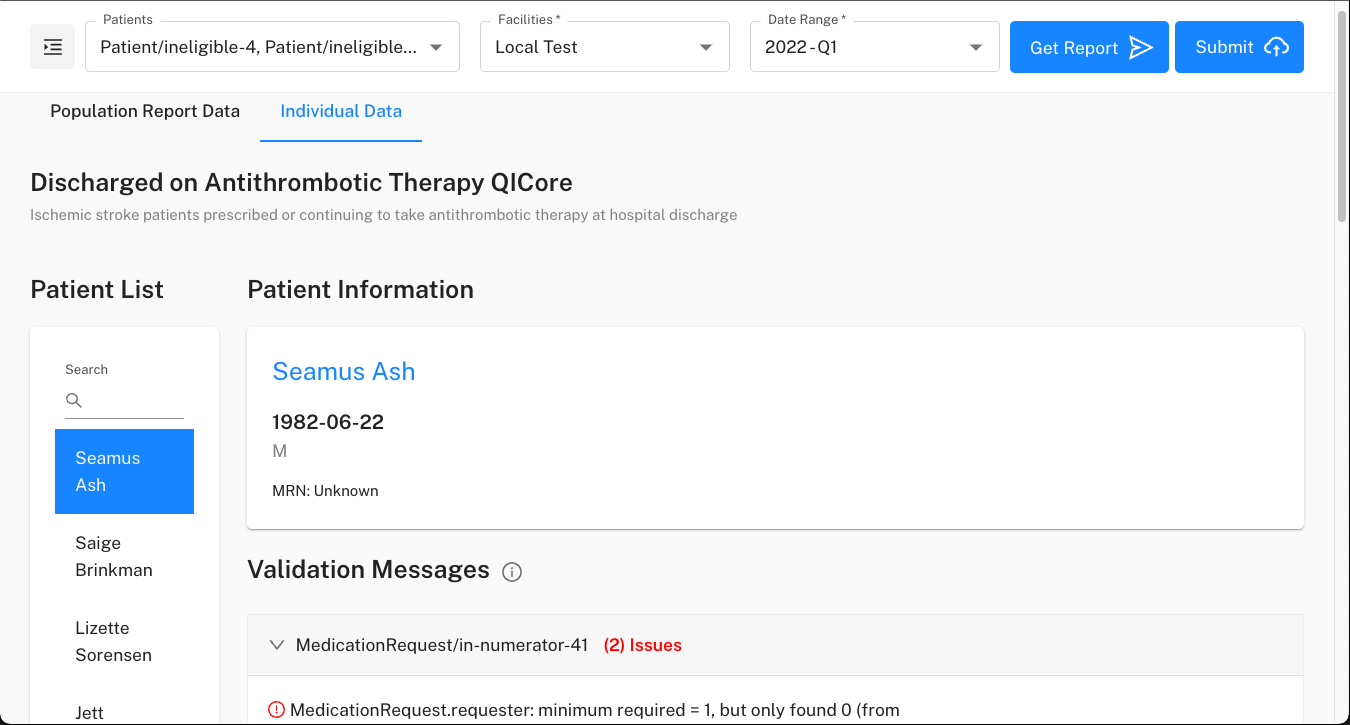 Patients
Patient/ineligible-4, Patient/ineligible...
Facilities *
Local Test
Date Range *
2022 - Q1
Get Report
Submit
Population Report Data
Individual Data
Discharged on Antithrombotic Therapy QICore
Ischemic stroke patients prescribed or continuing to take antithrombotic therapy at hospital discharge
Patient List
Search
Seamus
Ash
Saige
Brinkman
Lizette
Sorensen
Jett
Patient Information
Seamus Ash
1982-06-22
M
MRN: Unknown
Validation Messages
MedicationRequest/in-numerator-41 (2) Issues
MedicationRequest.requester: minimum required = 1, but only found 0 (from